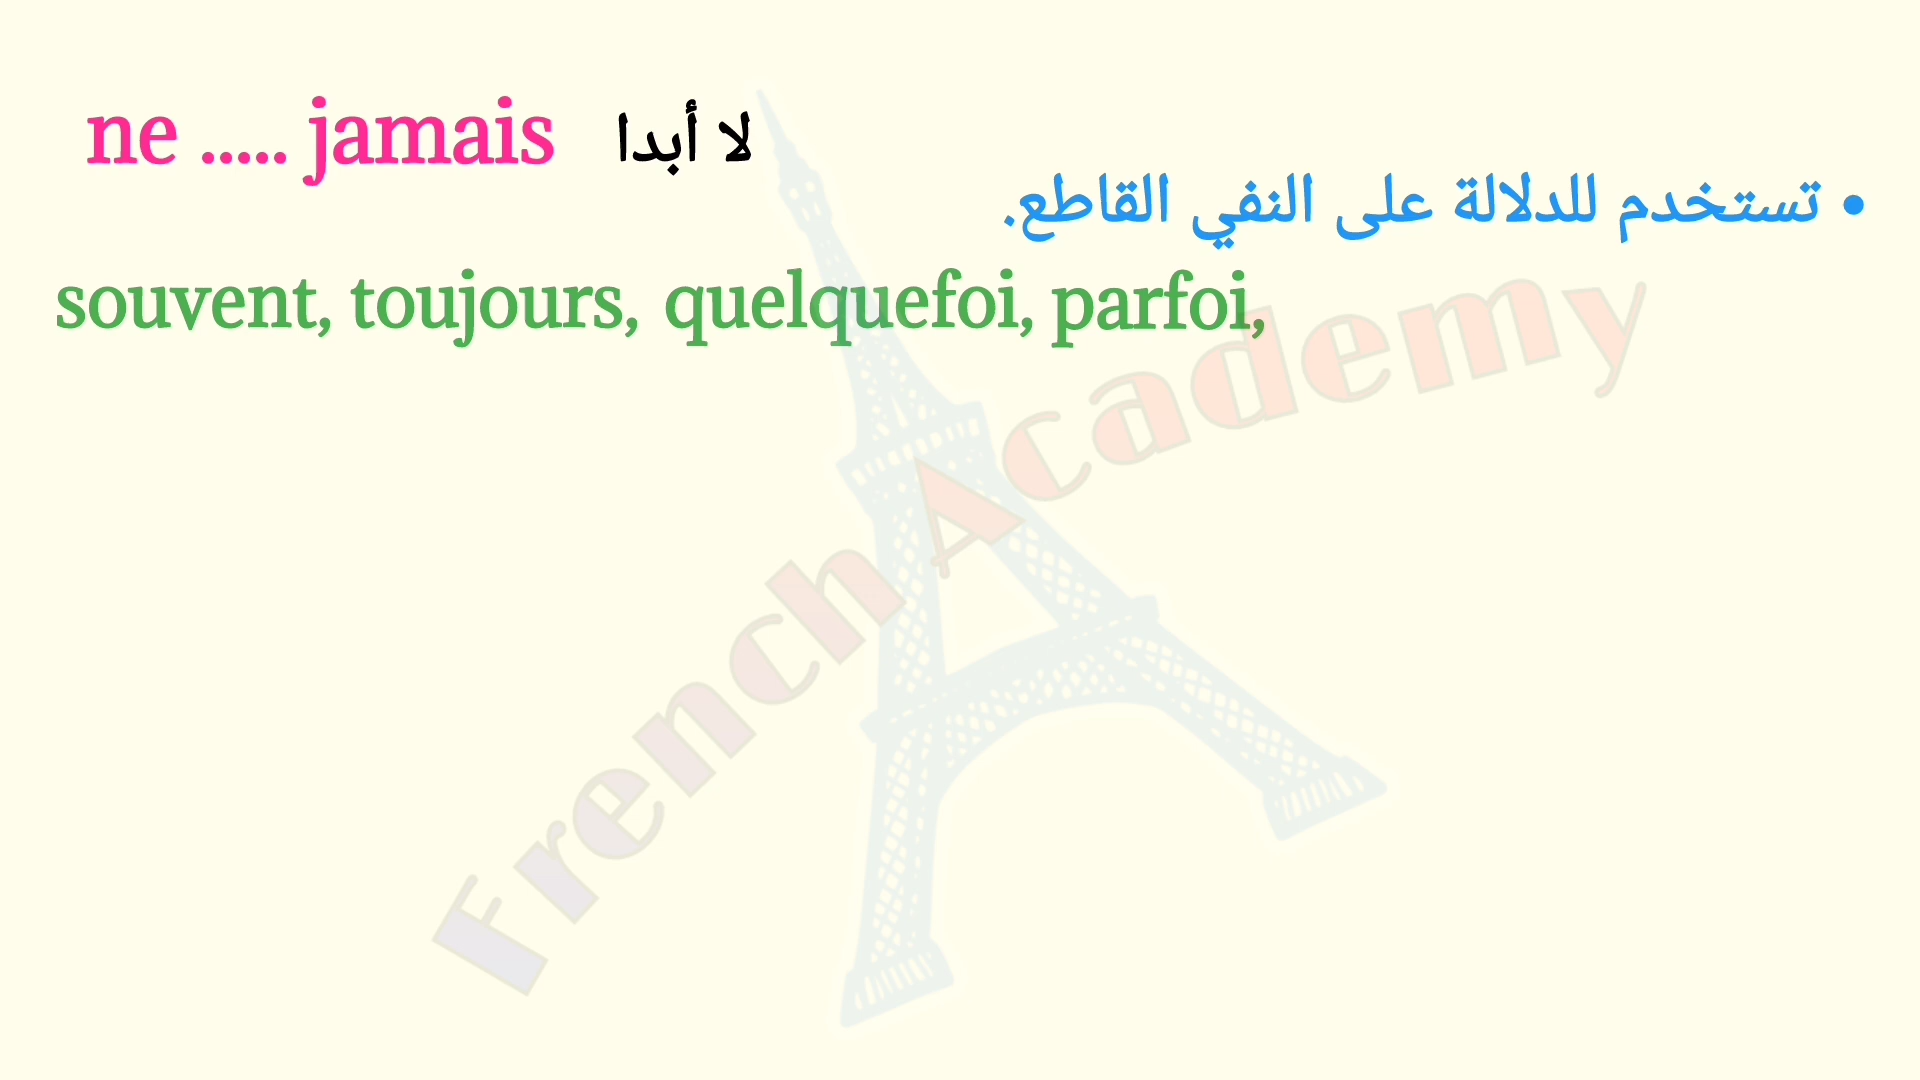 ne ..... jamais لا أبدا
• تستخدم للدلالة على النفي القاطع.
souvent, toujours, quelquefoi, parfoi,
French Academy